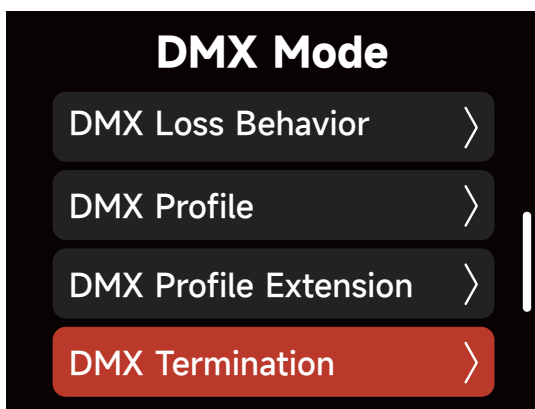 DMX Mode
DMX Loss Behavior
DMX Profile
DMX Profile Extension
DMX Termination